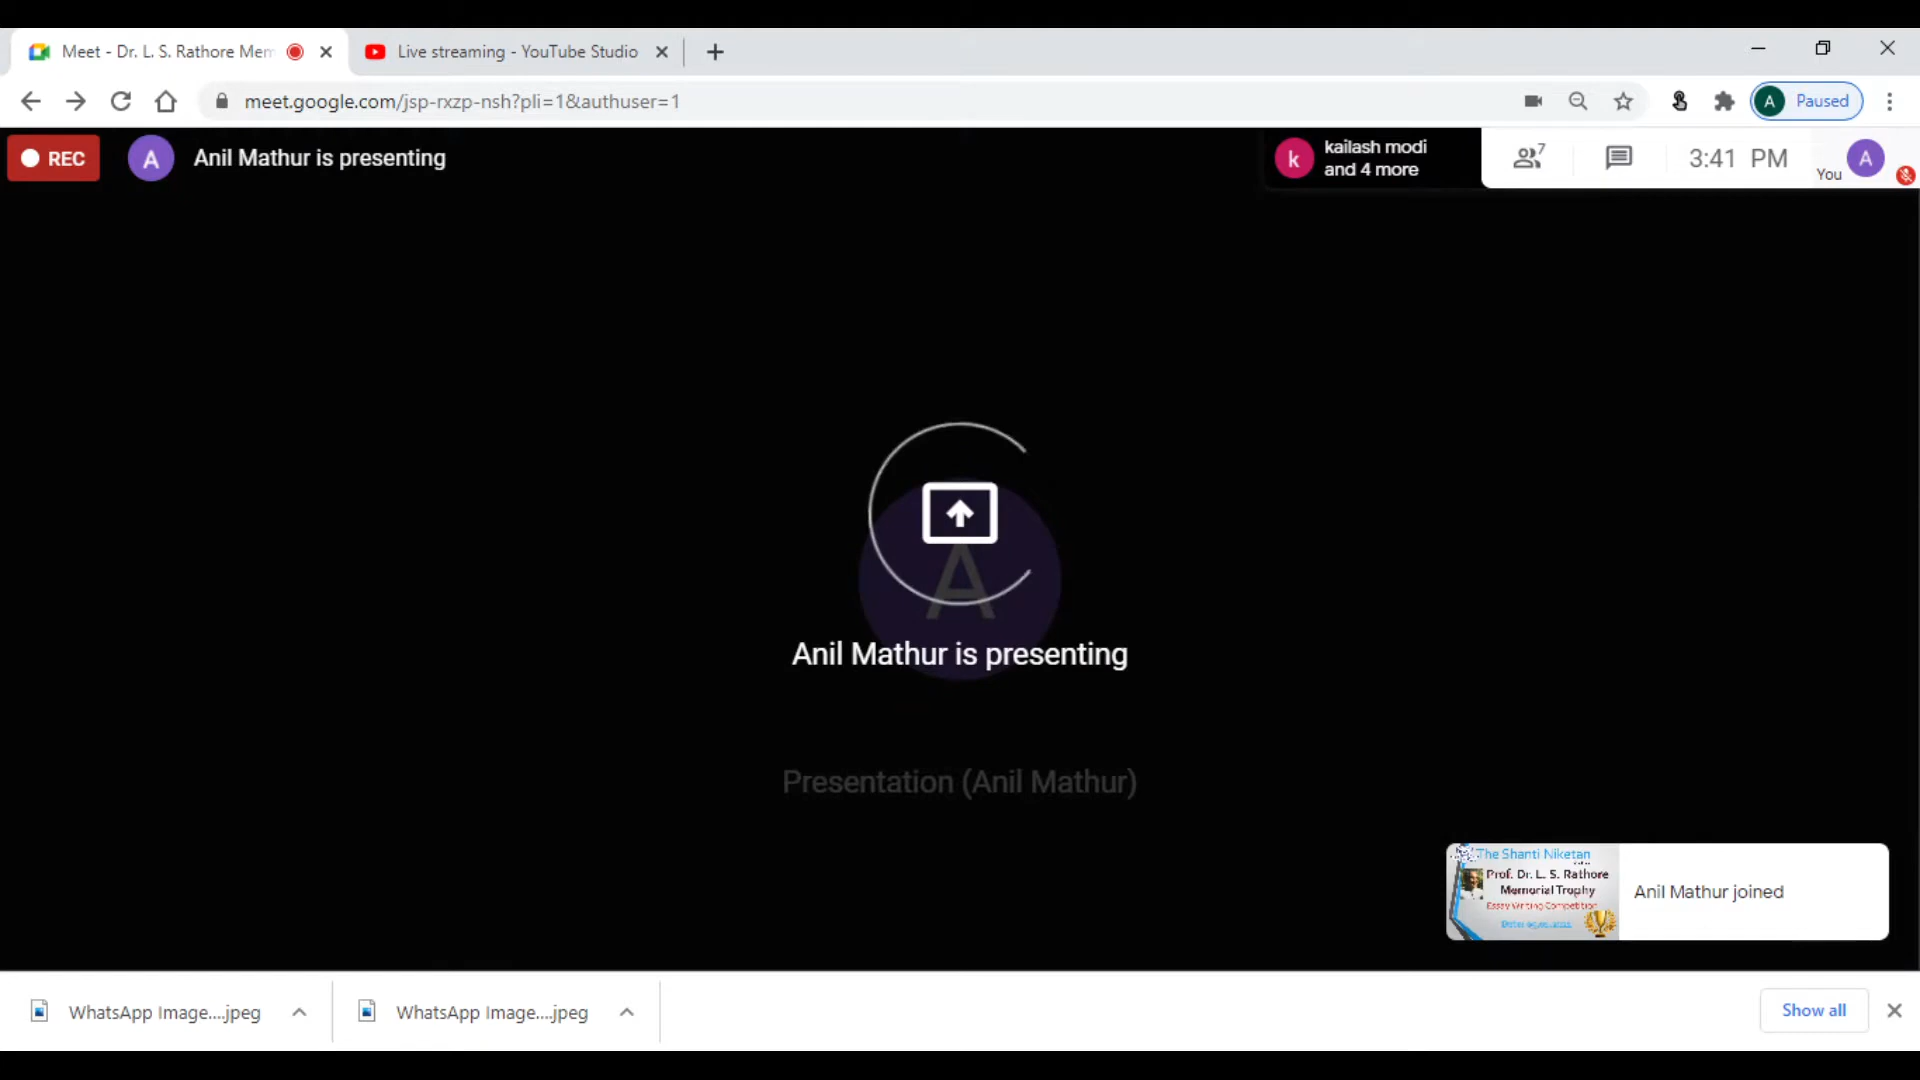 Meet - Dr. L. S. Rathore Mem
Live streaming - YouTube Studio
meet.google.com/jsp-rxzp-nsh?pli=1&authuser=1
A
Paused
REC
A
Anil Mathur is presenting
k
kailash modi
and 4 more
7
3:41 PM
You
A
A
Anil Mathur is presenting
Presentation (Anil Mathur)
The Shanti Niketan
Prof. Dr. L. S. Rathore
Memorial Trophy
Essay Writing Competition
Anil Mathur joined
WhatsApp Image....jpeg
WhatsApp Image....jpeg
Show all